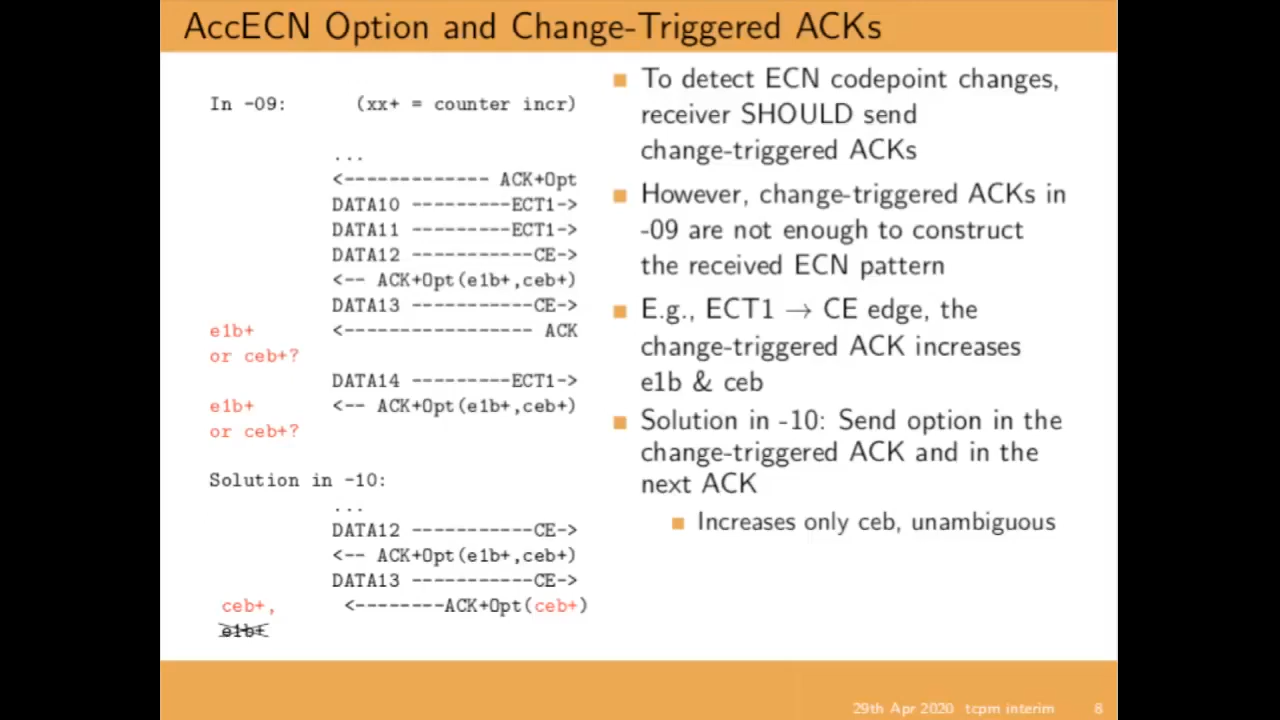 AccECN Option and Change-Triggered ACKs
In -09: (xx+ = counter incr)
...
<------------- ACK+Opt
DATA10 ---------ECT1->
DATA11 ---------ECT1->
DATA12 -----------CE->
<-- ACK+Opt(e1b+,ceb+)
DATA13 -----------CE->
e1b+ <---------------- ACK
or ceb+?
DATA14 ---------ECT1->
e1b+ <-- ACK+Opt(e1b+,ceb+)
or ceb+?
Solution in -10:
...
DATA12 -----------CE->
<-- ACK+Opt(e1b+,ceb+)
DATA13 -----------CE->
ceb+, <--------ACK+Opt(ceb+)
e1b+
To detect ECN codepoint changes,
receiver SHOULD send
change-triggered ACKs
However, change-triggered ACKs in
-09 are not enough to construct
the received ECN pattern
E.g., ECT1 → CE edge, the
change-triggered ACK increases
e1b & ceb
Solution in -10: Send option in the
change-triggered ACK and in the
next ACK
Increases only ceb, unambiguous
29th Apr 2020 tcpm interim 8